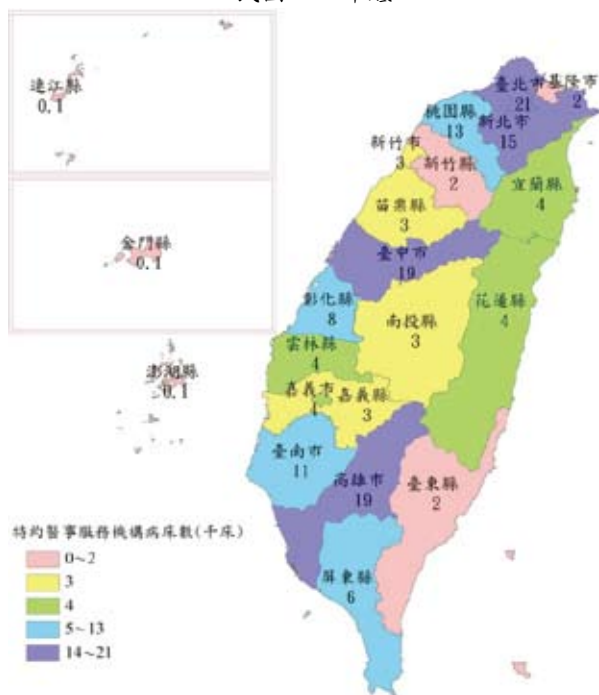 連江縣
0.1
金門縣
0.1
澎湖縣
0.1
臺北市
21
基隆市
2
桃園縣
13
新北市
15
新竹市
3
新竹縣
2
宜蘭縣
4
苗栗縣
3
臺中市
19
彰化縣
8
南投縣
3
花蓮縣
4
雲林縣
4
嘉義市
4
嘉義縣
3
臺南市
11
高雄市
19
臺東縣
2
屏東縣
6
特約醫事服務機構病床數(千床)
0~2
3
4
5~13
14~21